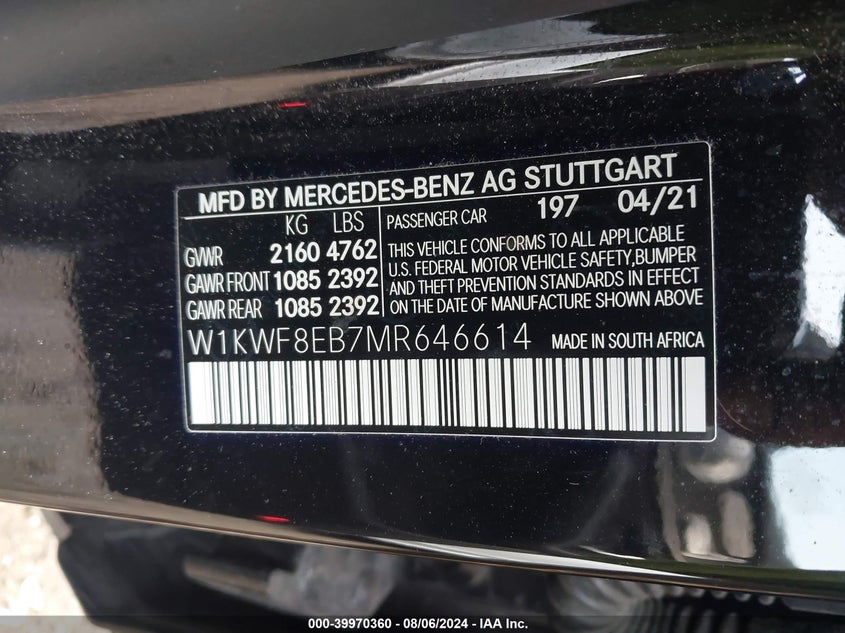 MFD BY MERCEDES-BENZ AG STUTTGART
KG LBS
GVWR 2160 4762
GAWR FRONT 1085 2392
GAWR REAR 1085 2392
PASSENGER CAR 197 04/21
THIS VEHICLE CONFORMS TO ALL APPLICABLE
U.S. FEDERAL MOTOR VEHICLE SAFETY,BUMPER
AND THEFT PREVENTION STANDARDS IN EFFECT
ON THE DATE OF MANUFACTURE SHOWN ABOVE
W1KWF8EB7MR646614 MADE IN SOUTH AFRICA
000-39970360 - 08/06/2024 - IAA Inc.